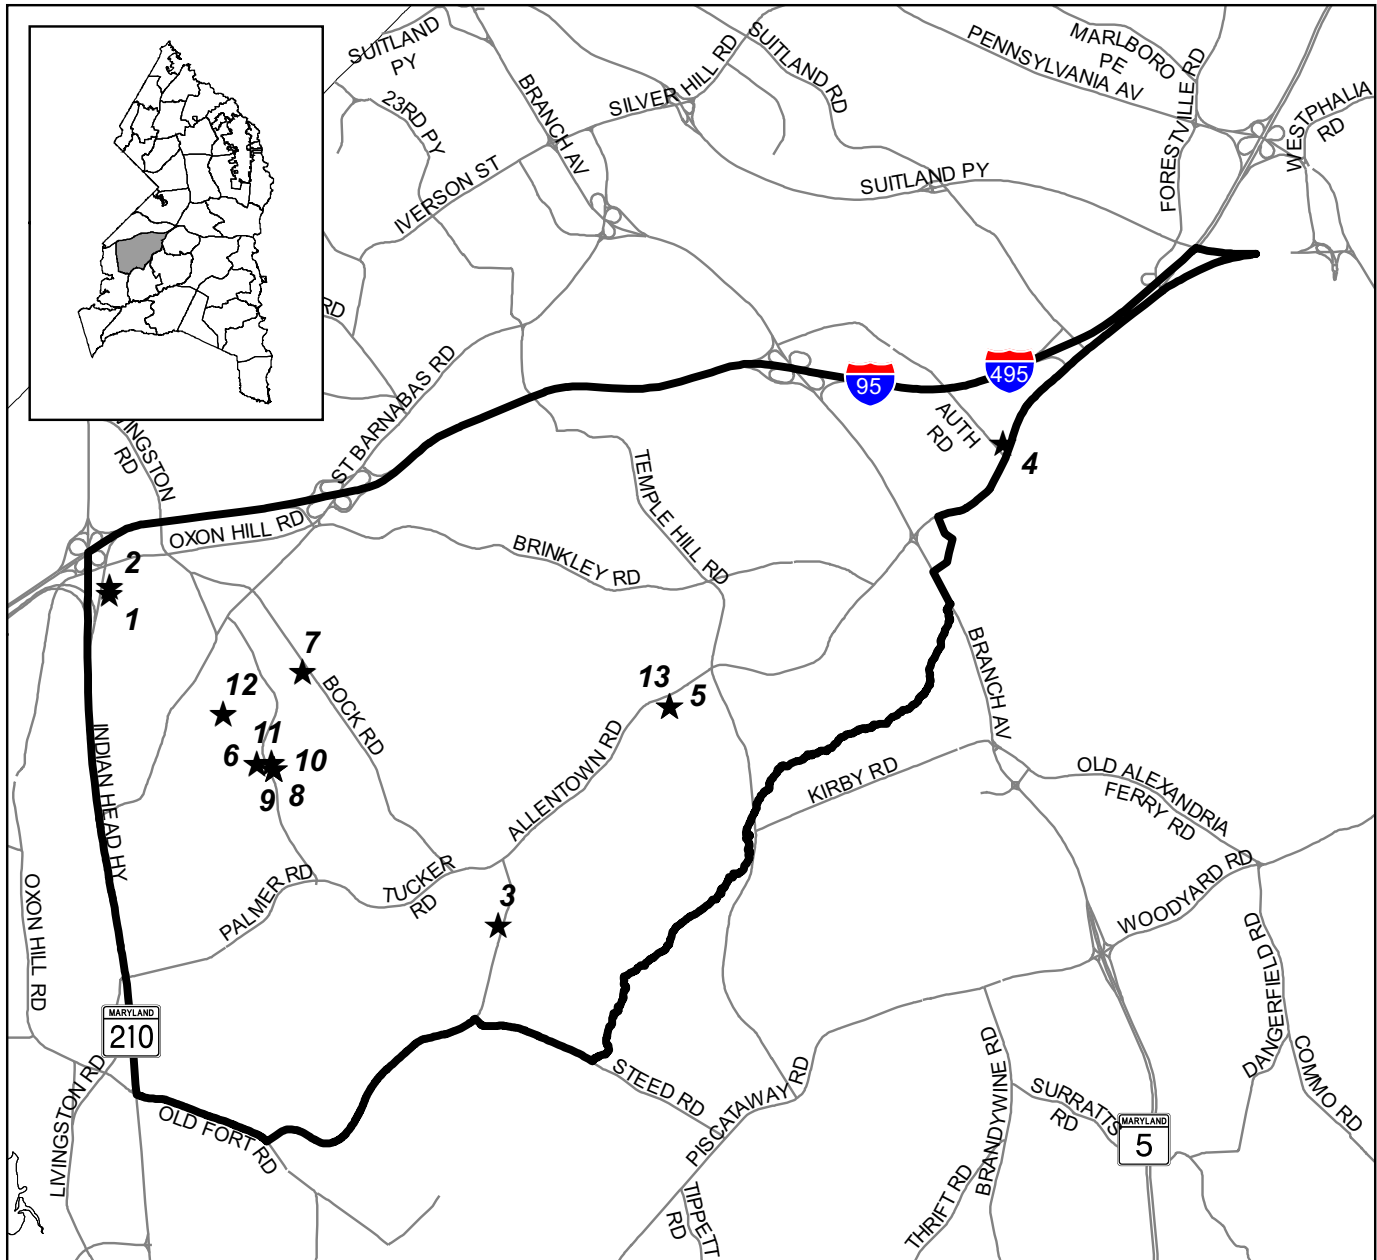 SUITLAND
PY
23RD PY
BRANCH AV
SILVER HILL RD
SUITLAND RD
PENNSYLVANIA AV
MARLBORO
PE
FORESTVILLE RD
WESTPHALIA
RD
IVERSON ST
SUITLAND PY
RD
ST BARNABAS RD
95
495
AUTH
RD
4
VINGSTON
RD
OXON HILL RD
TEMPLE HILL RD
BRINKLEY RD
2
1
7
12
BOCK RD
13
5
BRANCH AV
11
6
10
9
8
INDIAN HEAD HY
ALLENTOWN RD
KIRBY RD
OLD ALEXANDRIA
FERRY RD
OXON HILL RD
PALMER RD
TUCKER
RD
3
WOODYARD RD
DANGERFIELD RD
MARYLAND
210
LIVINGSTON RD
OLD FORT RD
STEED RD
PISCATAWAY RD
BRANDYWINE RD
SURRATTS
RD
MARYLAND
5
COMMO RD
THRIFT RD
TIPPETT
RD